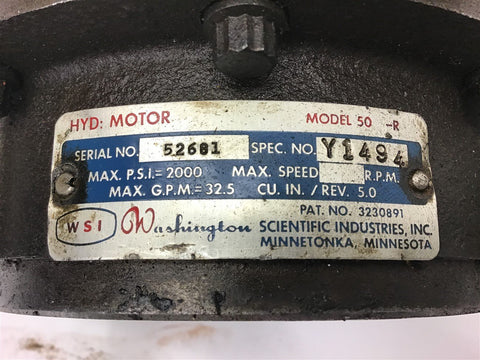 HYD: MOTOR MODEL 50 -R
SERIAL NO. 52681 SPEC. NO. Y1494
MAX. P.S.I.= 2000 MAX. SPEED R.P.M.
MAX. G.P.M.= 32.5 CU. IN./ REV. 5.0
PAT. NO. 3230891
WSI Washington SCIENTIFIC INDUSTRIES, INC.
MINNETONKA, MINNESOTA